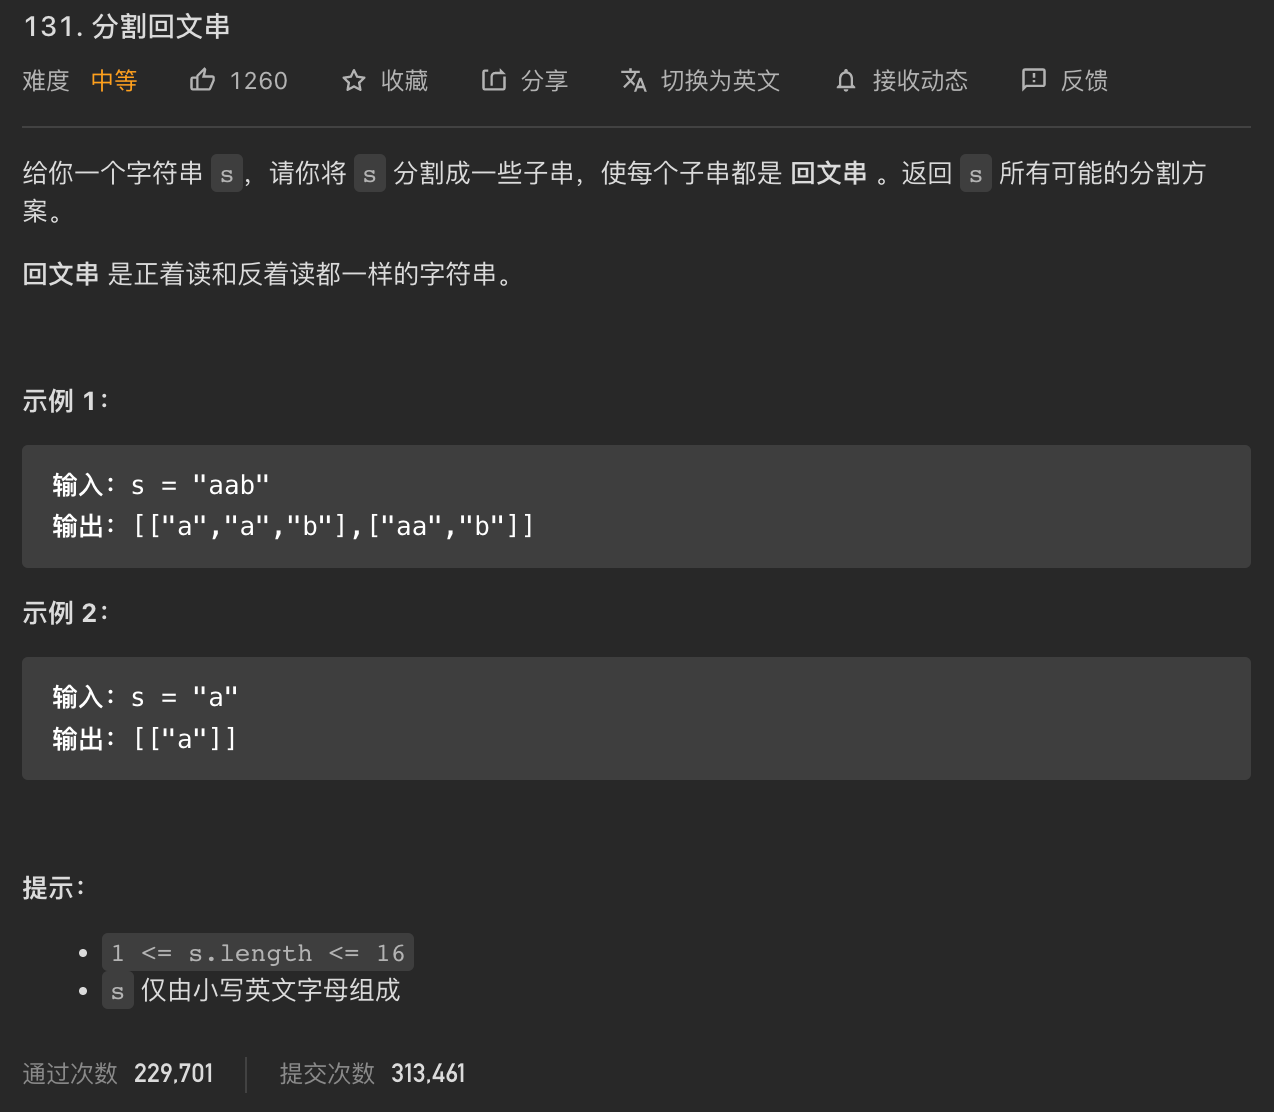 131. 分割回文串
难度 中等 1260 收藏 分享 切换为英文 接收动态 反馈
给你一个字符串 s，请你将 s 分割成一些子串，使每个子串都是 回文串 。返回 s 所有可能的分割方
案。
回文串 是正着读和反着读都一样的字符串。
示例 1：
输入：s = "aab"
输出：[["a","a","b"],["aa","b"]]
示例 2：
输入：s = "a"
输出：[["a"]]
提示：
• 1 <= s.length <= 16
• s 仅由小写英文字母组成
通过次数 229,701 提交次数 313,461